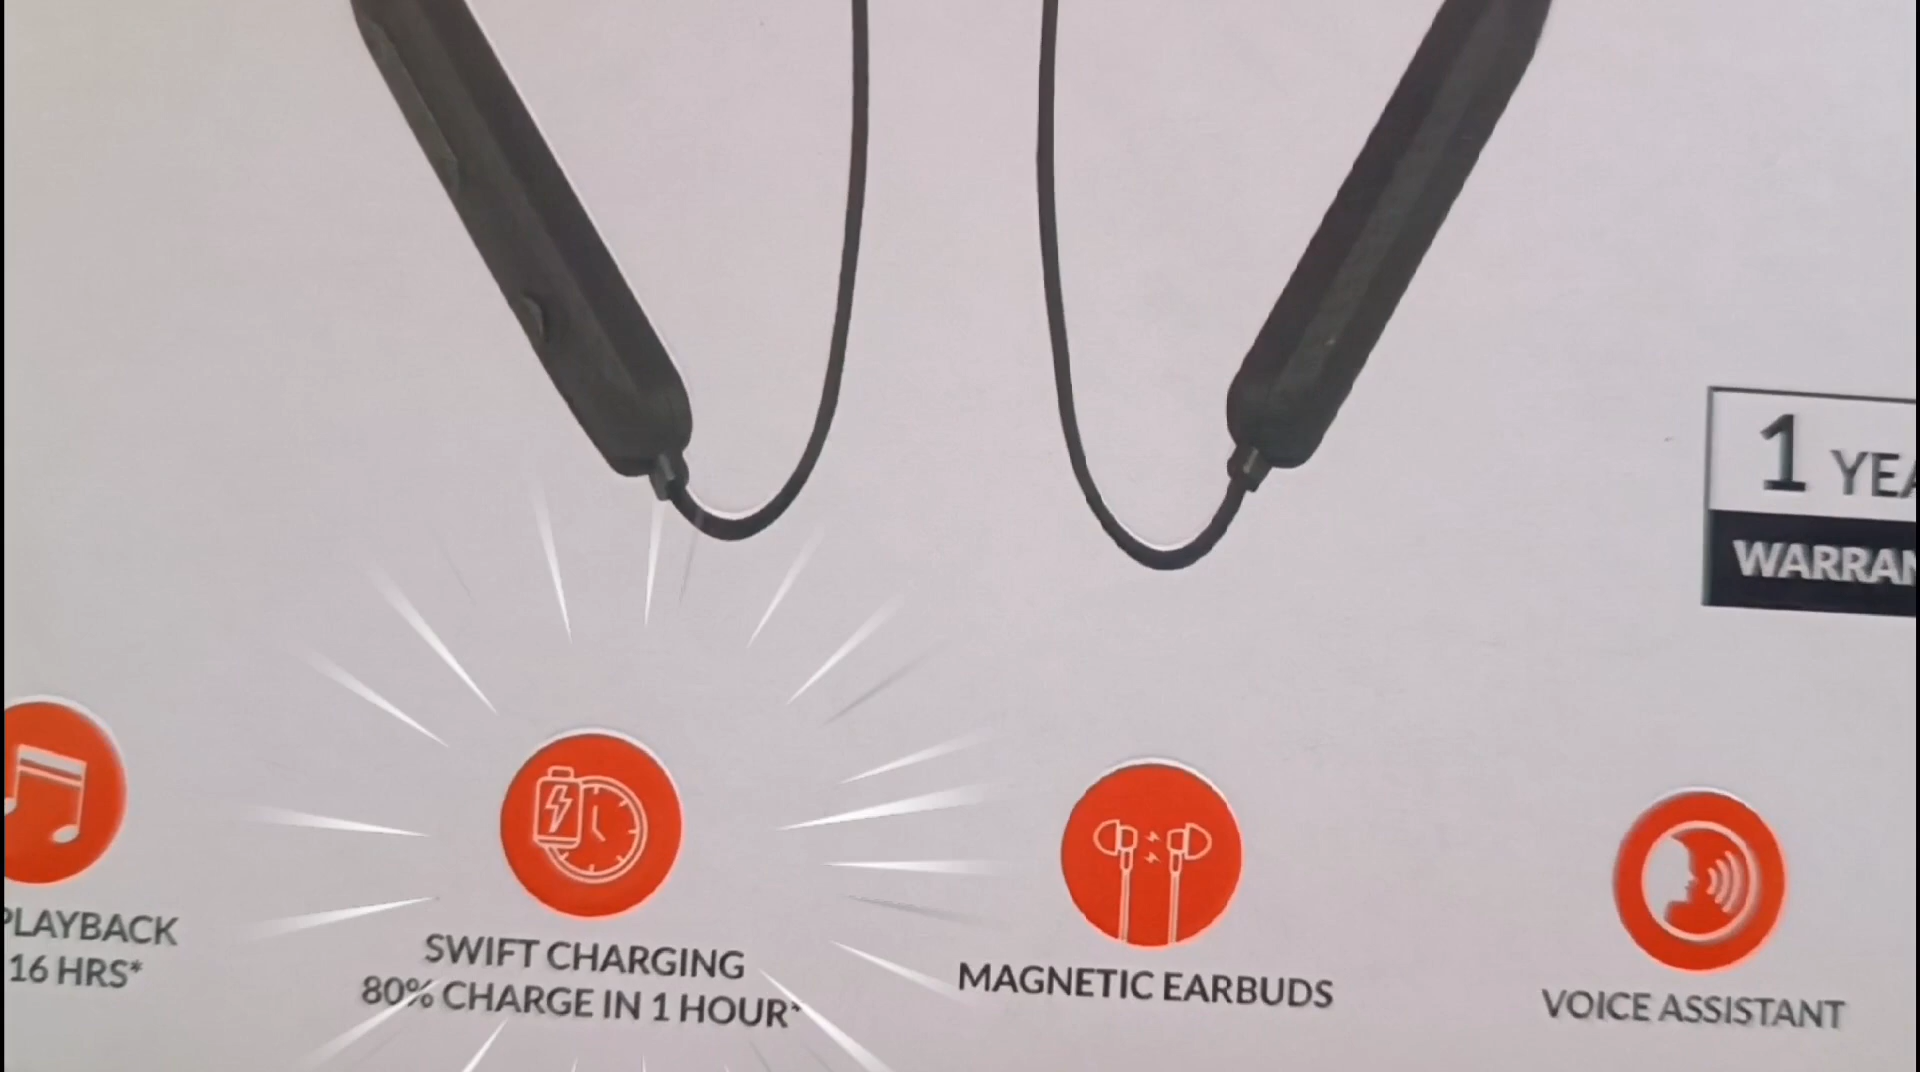 1 YEA
WARRAN
PLAYBACK
16 HRS*
SWIFT CHARGING
80% CHARGE IN 1 HOUR*
MAGNETIC EARBUDS
VOICE ASSISTANT